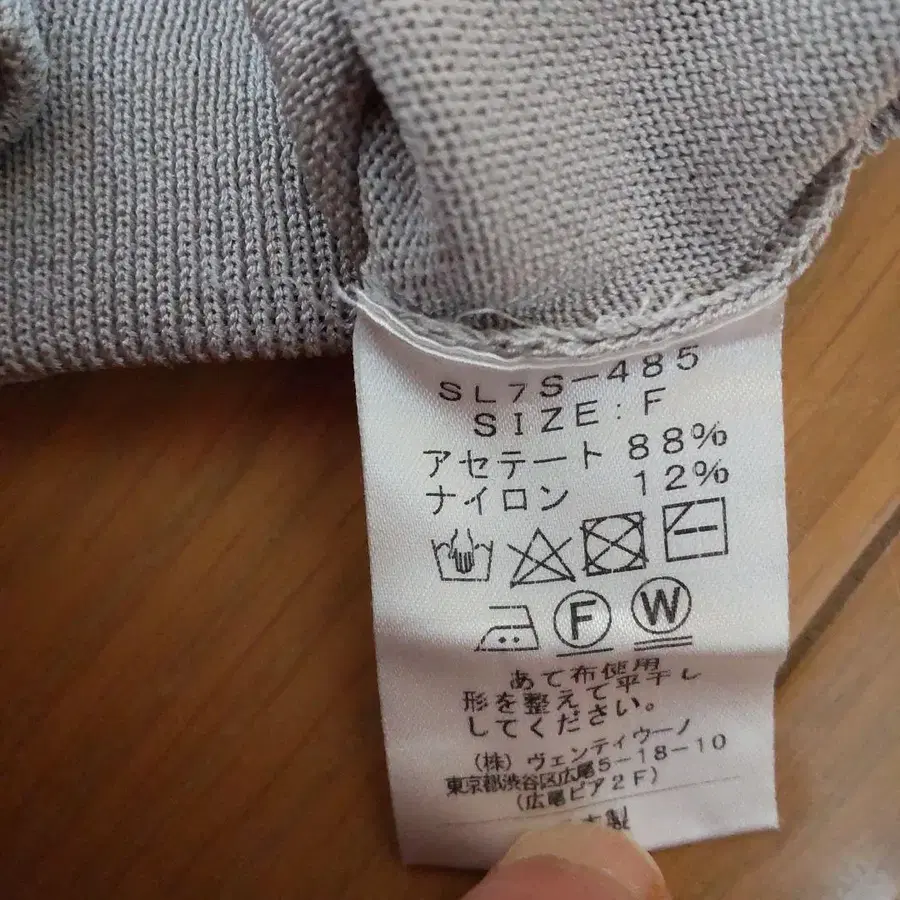 SL7S-485
SIZE:F
アセテート 88%
ナイロン 12%
F W
あて布使用
形を整えて平干し
してください。
(株)ヴェンティウーノ
東京都渋谷区広尾5-18-10
(広尾ピア2F)
製